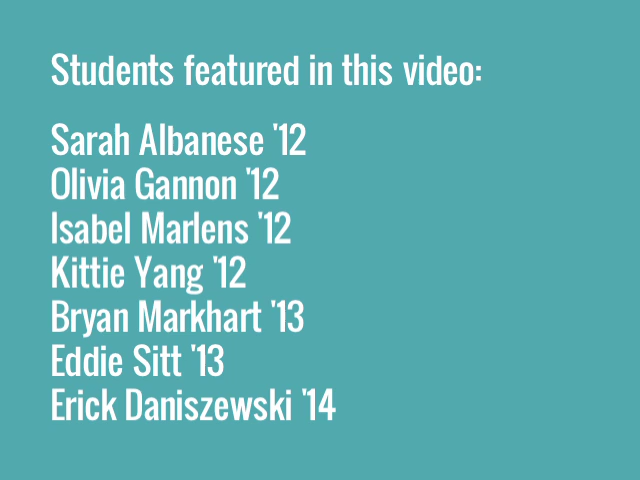 Students featured in this video:
Sarah Albanese '12
Olivia Gannon '12
Isabel Marlens '12
Kittie Yang '12
Bryan Markhart '13
Eddie Sitt '13
Erick Daniszewski '14